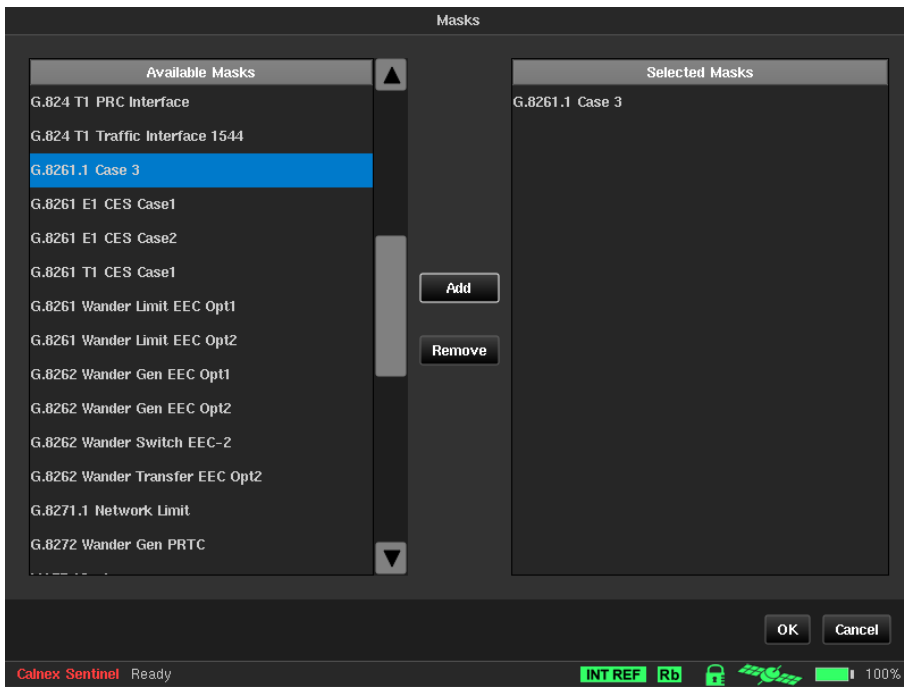 Masks
Available Masks
G.824 T1 PRC Interface
G.824 T1 Traffic Interface 1544
G.8261.1 Case 3
G.8261 E1 CES Case1
G.8261 E1 CES Case2
G.8261 T1 CES Case1
G.8261 Wander Limit EEC Opt1
G.8261 Wander Limit EEC Opt2
G.8262 Wander Gen EEC Opt1
G.8262 Wander Gen EEC Opt2
G.8262 Wander Switch EEC-2
G.8262 Wander Transfer EEC Opt2
G.8271.1 Network Limit
G.8272 Wander Gen PRTC
Add
Remove
Selected Masks
G.8261.1 Case 3
OK
Cancel
Calnex Sentinel Ready
INT REF Rb 100%